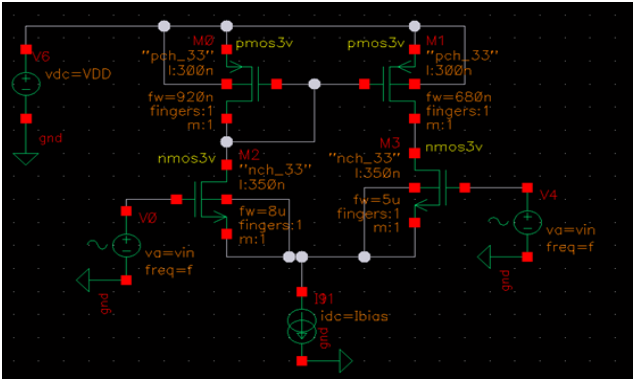 M0
pmos3v
pmos3v
M1
"pch_33"
"pch_33"
l:300n
l:300n
V6
vdc=VDD
fw=920n
fw=680n
fingers:1
fingers:1
m:1
m:1
gnd
M3
nmos3v
M2
nmos3v
"nch_33"
"nch_33"
l:350n
l:350n
V0
V4
fw=8u
fw=5u
fingers:1
fingers:1
m:1
m:1
va=vin
va=vin
freq=f
freq=f
gnd
gnd
I91
idc=Ibias
gnd